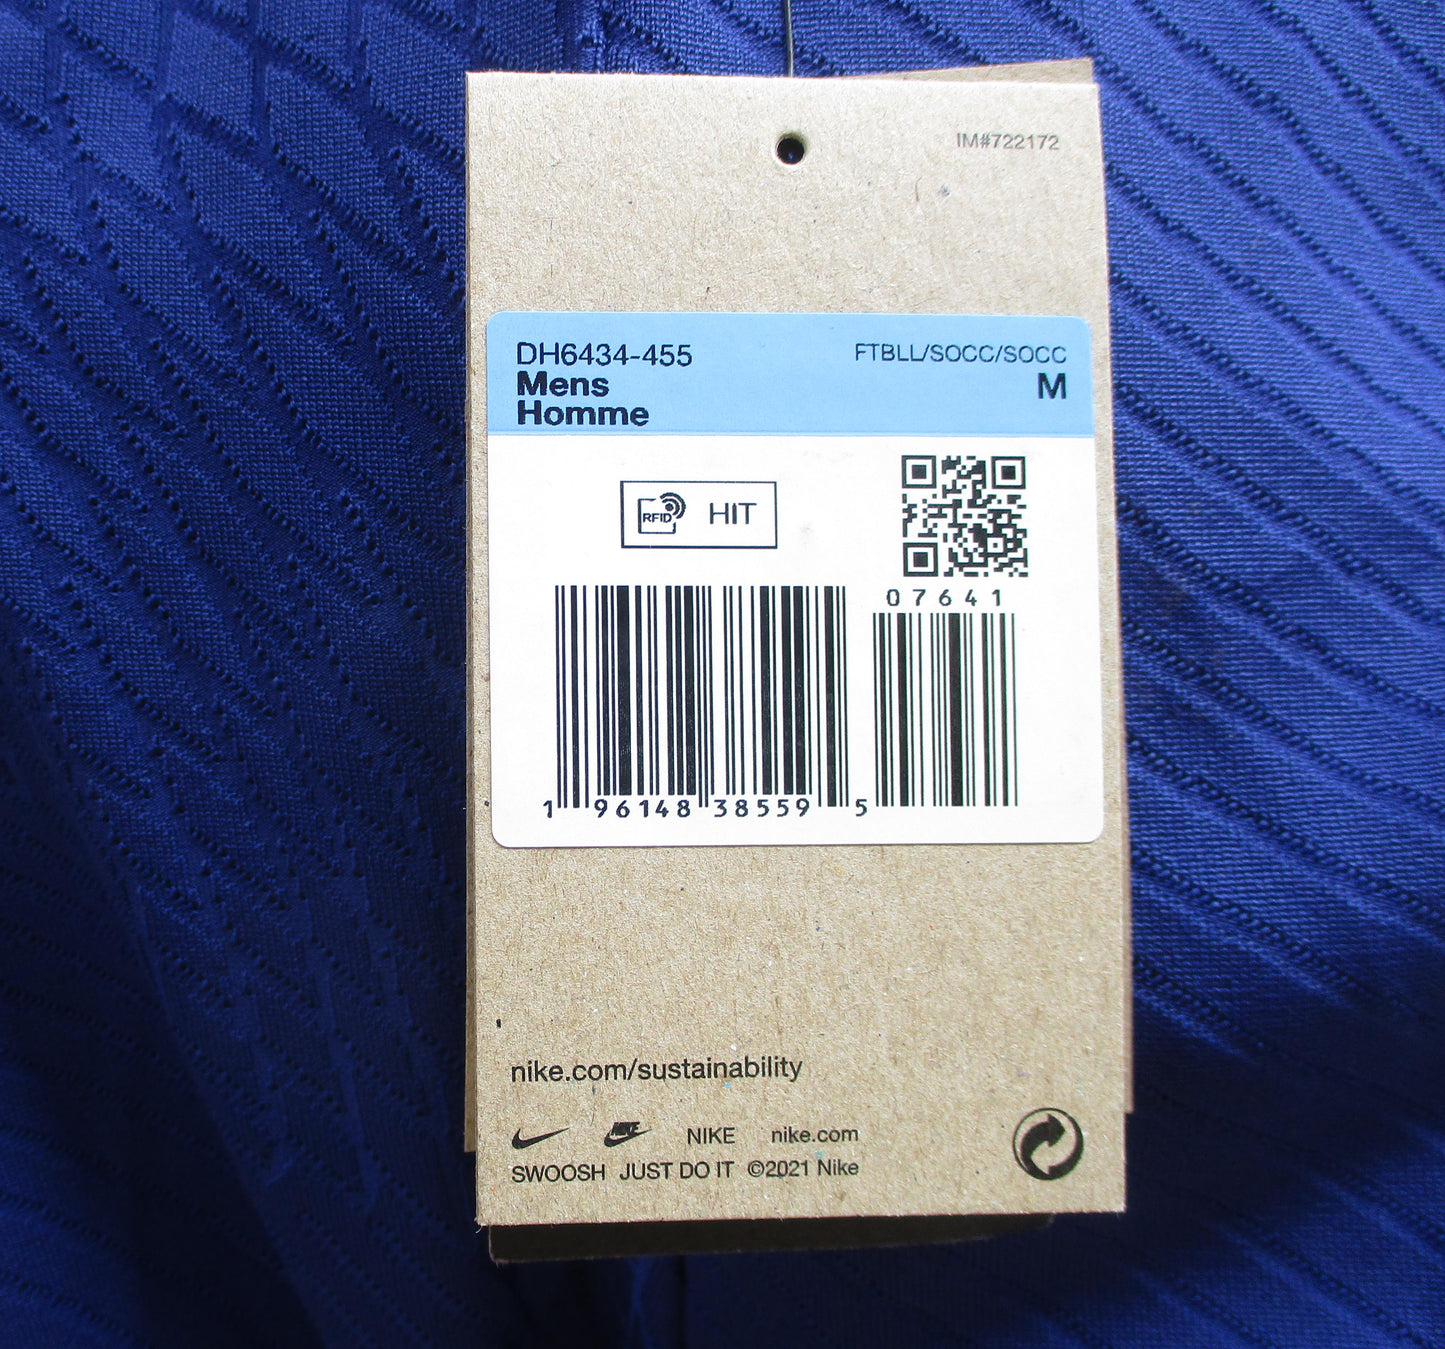 IM#722172
DH6434-455
FTBLL/SOCC/SOCC
Mens
M
Homme
RFID HIT
07641
1 96148 38559 5
nike.com/sustainability
NIKE NIKE nike.com
SWOOSH JUST DO IT ©2021 Nike